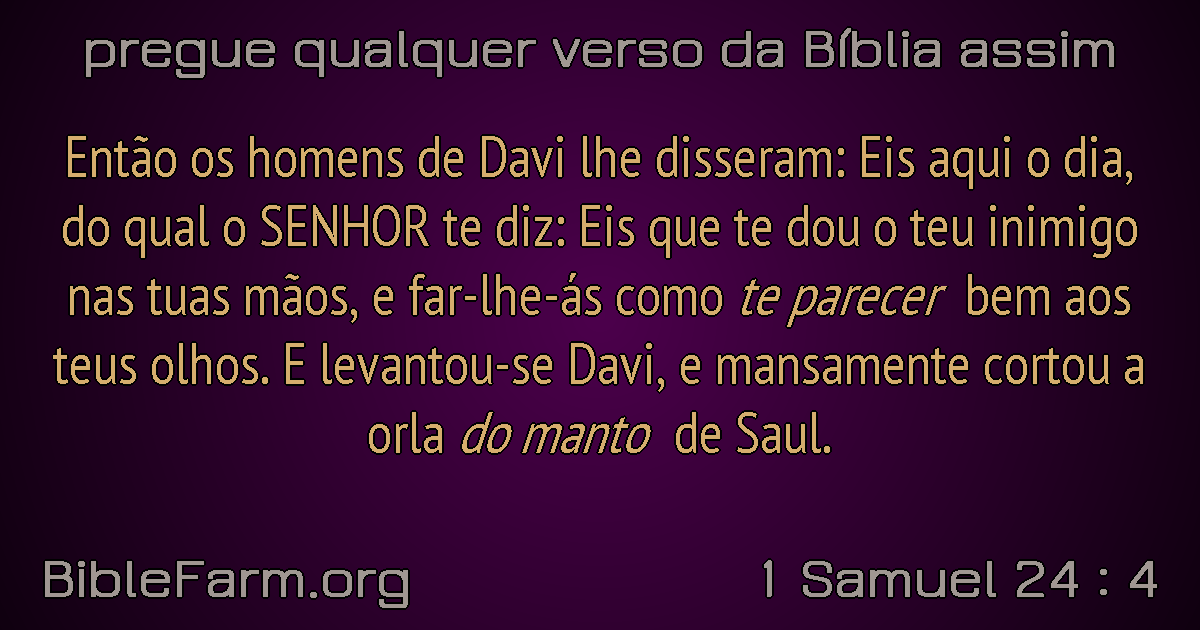 pregue qualquer verso da Bíblia assim
Então os homens de Davi lhe disseram: Eis aqui o dia,
do qual o SENHOR te diz: Eis que te dou o teu inimigo
nas tuas mãos, e far-lhe-ás como te parecer bem aos
teus olhos. E levantou-se Davi, e mansamente cortou a
orla do manto de Saul.
BibleFarm.org
1 Samuel 24 : 4